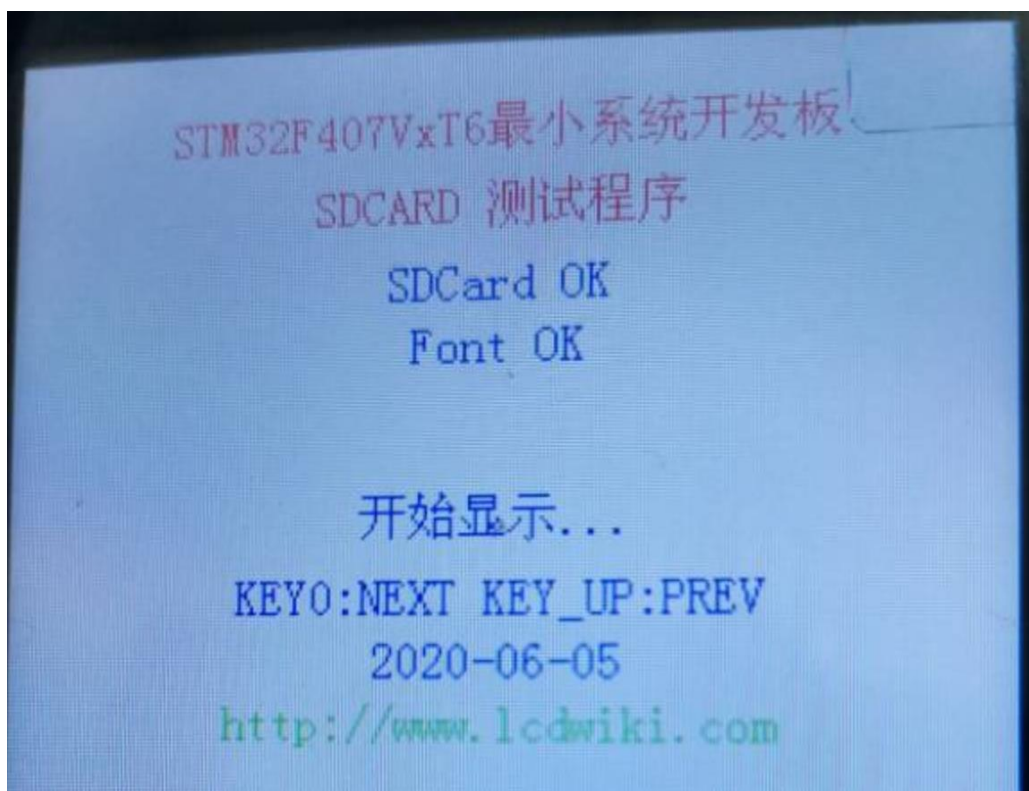 STM32F407VxT6最小系统开发板
SDCARD 测试程序
SDCard OK
Font OK
开始显示...
KEY0:NEXT KEY_UP:PREV
2020-06-05
http://www.lcdwiki.com